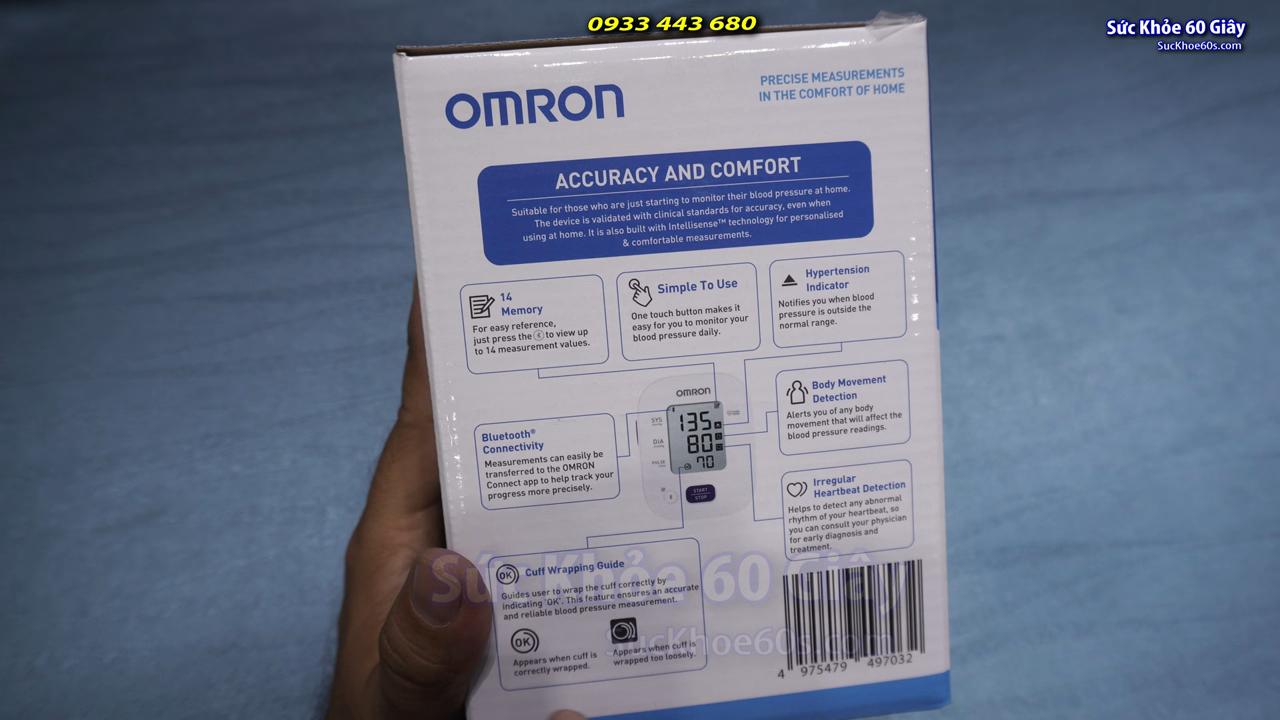 0933 443 680
Sức Khỏe 60 Giây
SucKhoe60s.com
OMRON
PRECISE MEASUREMENTS
IN THE COMFORT OF HOME
ACCURACY AND COMFORT
Suitable for those who are just starting to monitor their blood pressure at home.
The device is validated with clinical standards for accuracy, even when
using at home. It is also built with Intellisense™ technology for personalised
& comfortable measurements.
14
Memory
For easy reference,
just press the to view up
to 14 measurement values.
Simple To Use
One touch button makes it
easy for you to monitor your
blood pressure daily.
Hypertension
Indicator
Notifies you when blood
pressure is outside the
normal range.
Bluetooth®
Connectivity
Measurements can easily be
transferred to the OMRON
Connect app to help track your
progress more precisely.
OMRON
SYS
135
DIA
80
PULSE
70
START
STOP
Body Movement
Detection
Alerts you of any body
movement that will affect the
blood pressure readings.
Irregular
Heartbeat Detection
Helps to detect any abnormal
rhythm of your heartbeat, so
you can consult your physician
for early diagnosis and
treatment.
OK
Cuff Wrapping Guide
Guides user to wrap the cuff correctly by
indicating 'OK'. This feature ensures an accurate
and reliable blood pressure measurement.
OK
Appears when cuff is
correctly wrapped.
Appears when cuff is
wrapped too loosely.
Sức Khỏe 60 Giây
SucKhoe60s.com
4 975479 497032